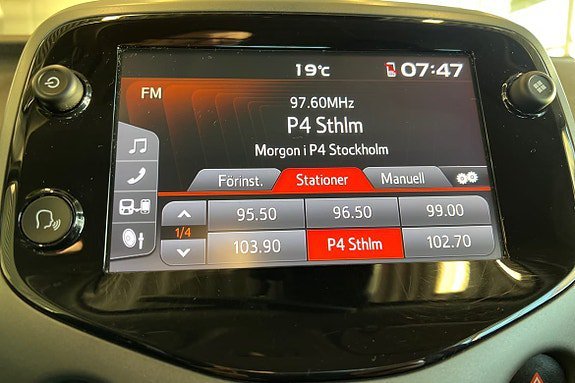 19°C
07:47
FM
97.60MHz
P4 Sthlm
Morgon i P4 Stockholm
Förinst. Stationer Manuell
95.50 96.50 99.00
1/4
103.90 P4 Sthlm 102.70